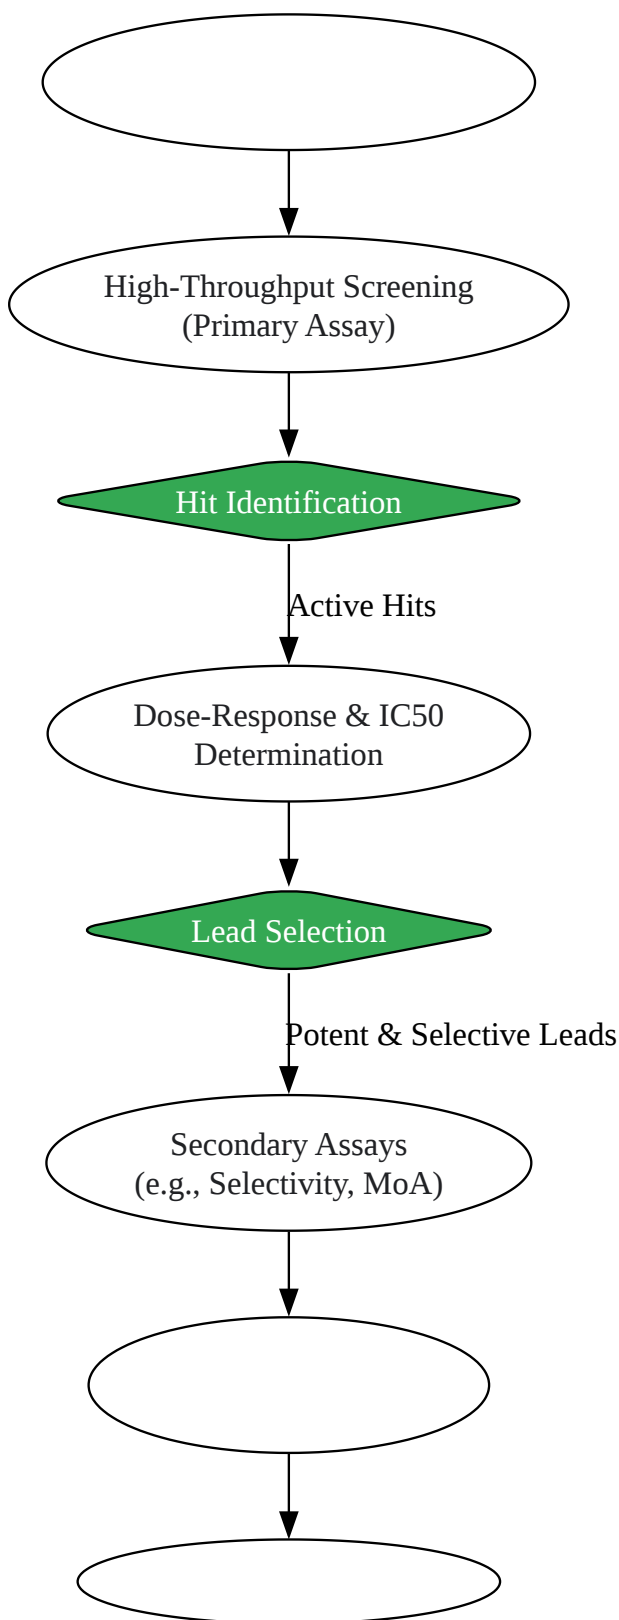 High-Throughput Screening
(Primary Assay)
Hit Identification
Active Hits
Dose-Response & IC50
Determination
Lead Selection
Potent & Selective Leads
Secondary Assays
(e.g., Selectivity, MoA)